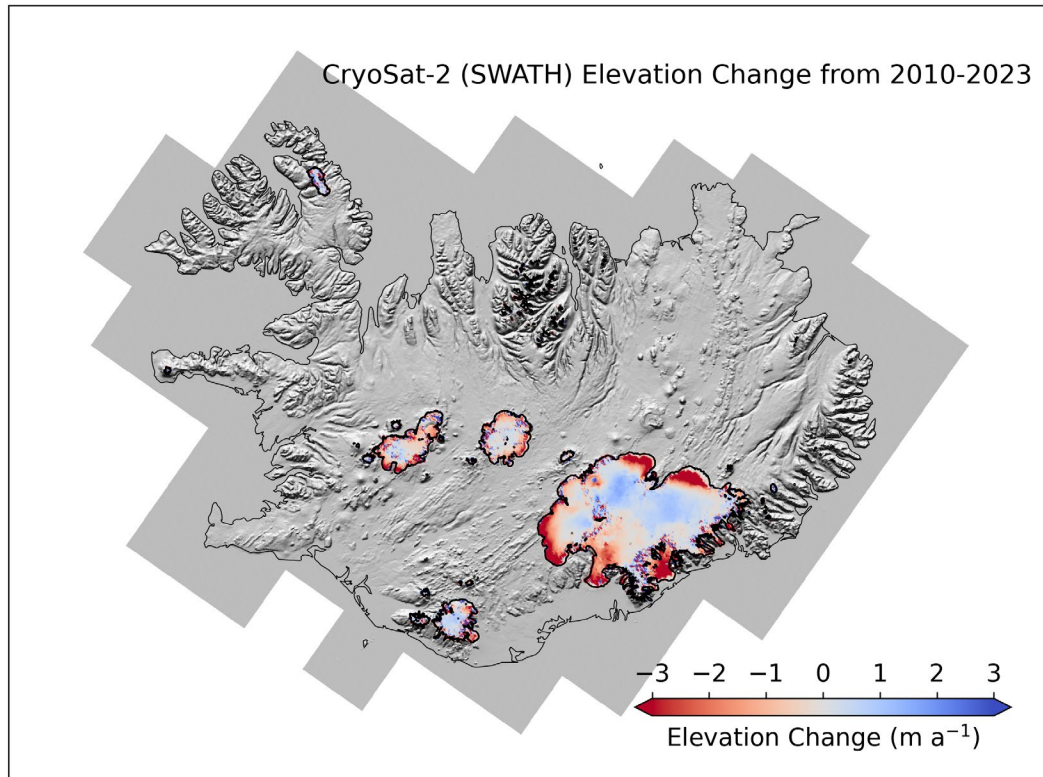 CryoSat-2 (SWATH) Elevation Change from 2010-2023
−3 −2 −1 0 1 2 3
Elevation Change (m a⁻¹)